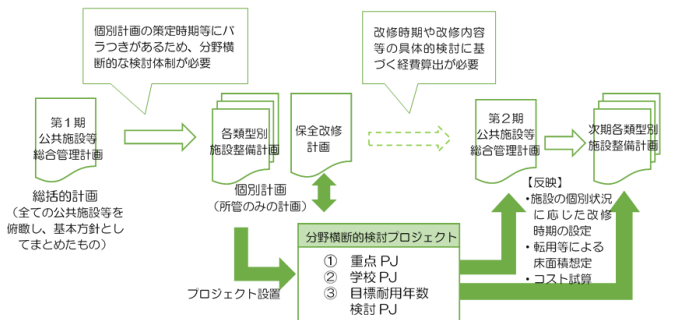 個別計画の策定時期等にバ
ラつきがあるため、分野横
断的な検討体制が必要
改修時期や改修内容
等の具体的検討に基
づく経費算出が必要
第１期
公共施設等
総合管理計画
各類型別
施設整備計画
保全改修
計画
第２期
公共施設等
総合管理計画
次期各類型別
施設整備計画
総括的計画
（全ての公共施設等を
俯瞰し、基本方針とし
てまとめたもの）
個別計画
（所管のみの計画）
【反映】
・施設の個別状況
に応じた改修
時期の設定
・転用等による
床面積想定
・コスト試算
プロジェクト設置
分野横断的検討プロジェクト
① 重点 PJ
② 学校 PJ
③ 目標耐用年数
検討 PJ